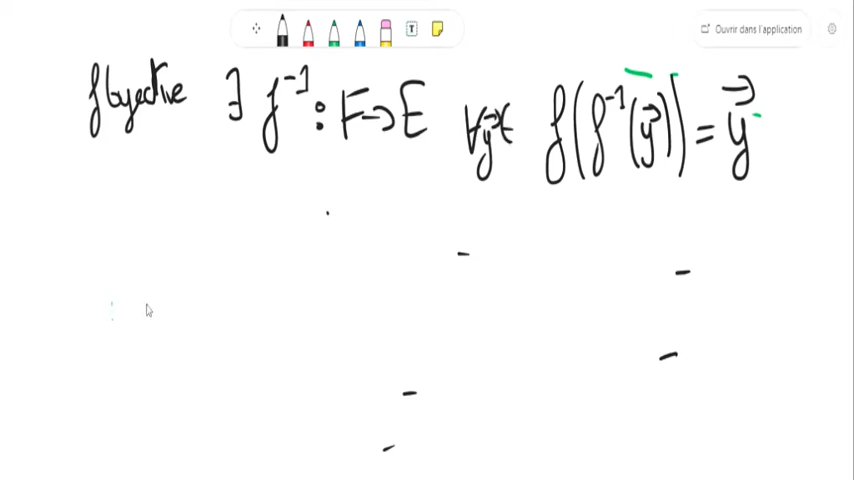 Ouvrir dans l'application
T
f bijective ∃ f⁻¹ : F → E ∀y⃗ ∈ f(f⁻¹(y⃗)) = y⃗